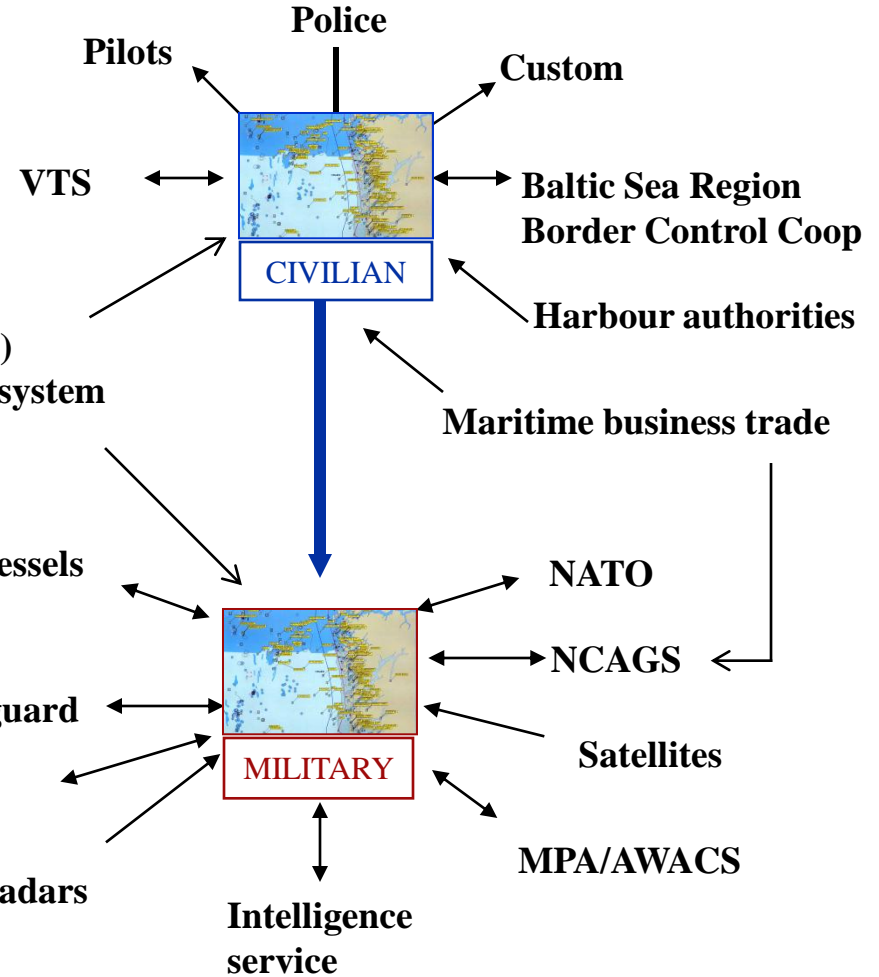 Police
Pilots
Custom
VTS
Baltic Sea Region
Border Control Coop
CIVILIAN
Harbour authorities
)
system
Maritime business trade
essels
NATO
NCAGS
guard
Satellites
MILITARY
MPA/AWACS
adars
Intelligence
service